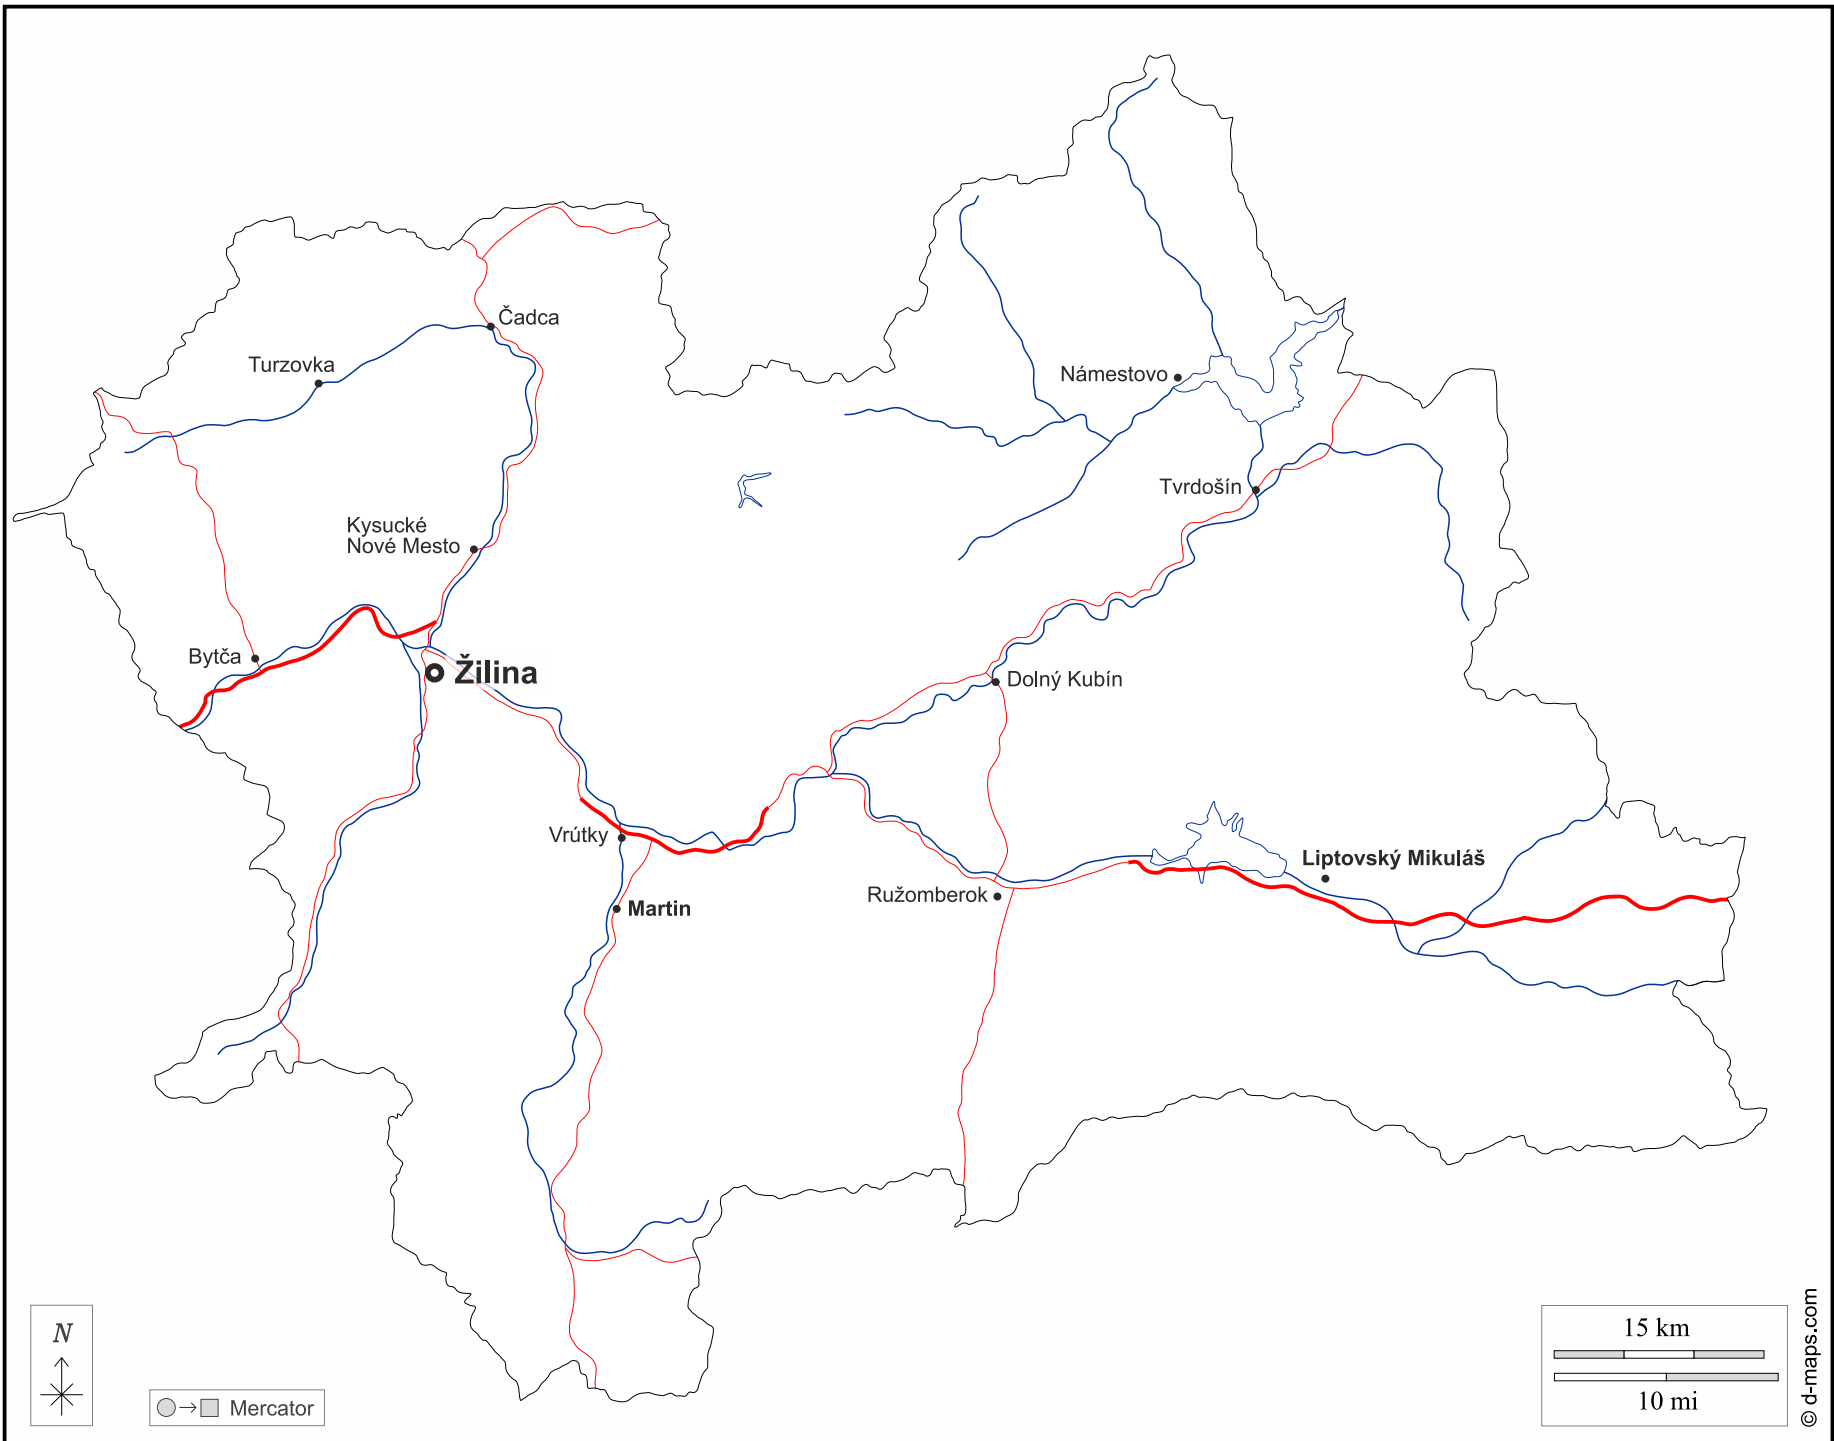 Čadca
Turzovka
Námestovo
Tvrdošín
Kysucké
Nové Mesto
Bytča
Žilina
Dolný Kubín
Vrútky
Liptovský Mikuláš
Ružomberok
Martin
N
Mercator
15 km
10 mi
© d-maps.com